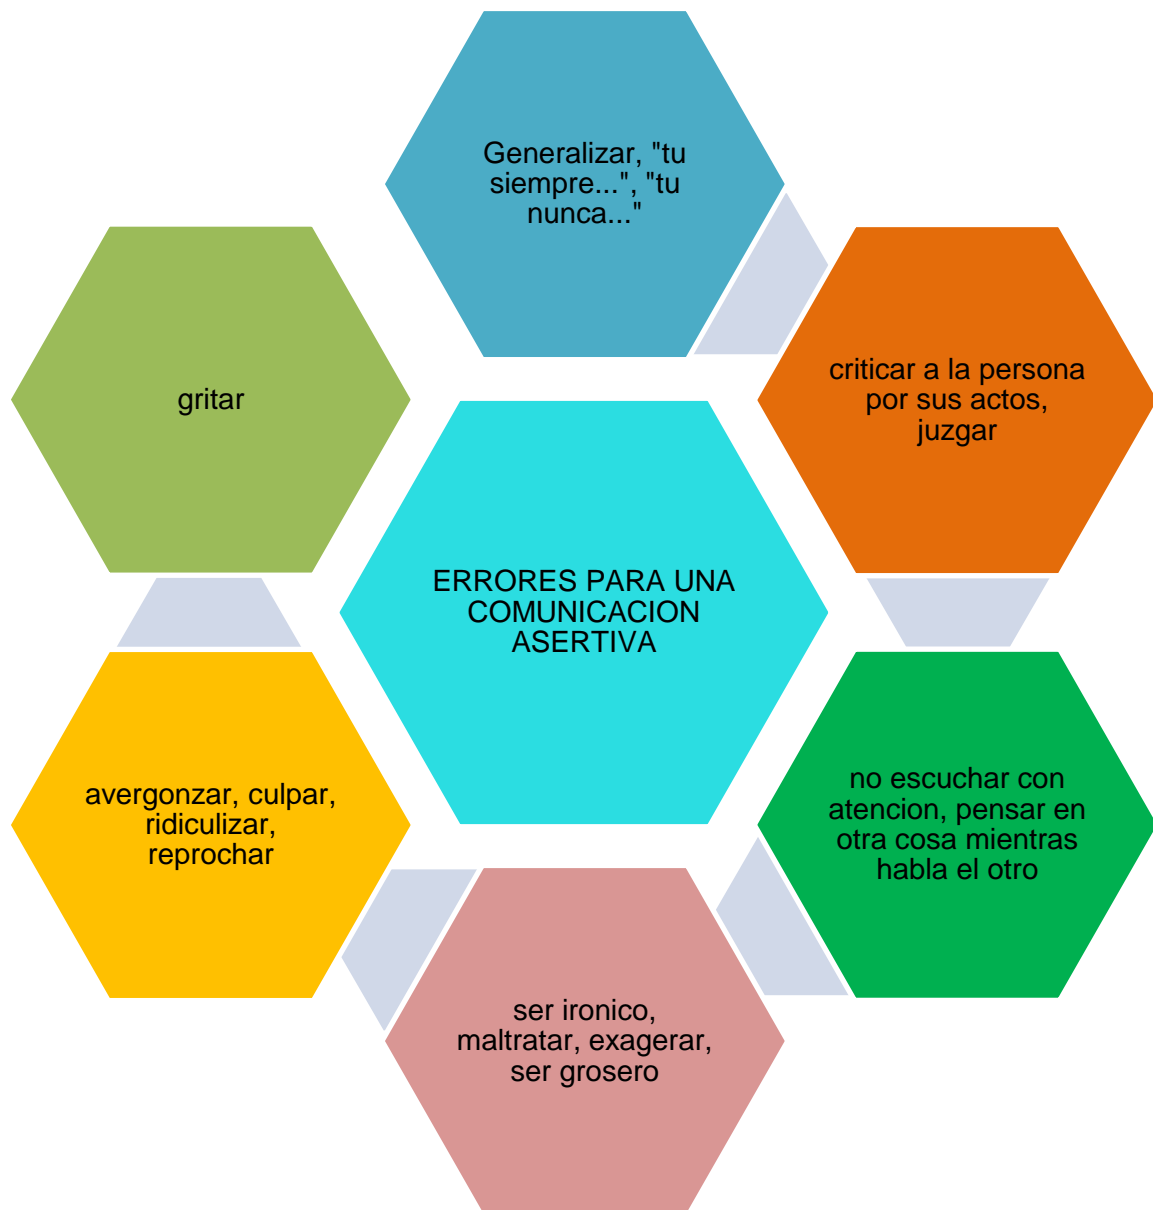 Generalizar, "tu
siempre...", "tu
nunca..."
criticar a la persona
por sus actos,
juzgar
gritar
ERRORES PARA UNA
COMUNICACION
ASERTIVA
no escuchar con
atencion, pensar en
otra cosa mientras
habla el otro
avergonzar, culpar,
ridiculizar,
reprochar
ser ironico,
maltratar, exagerar,
ser grosero